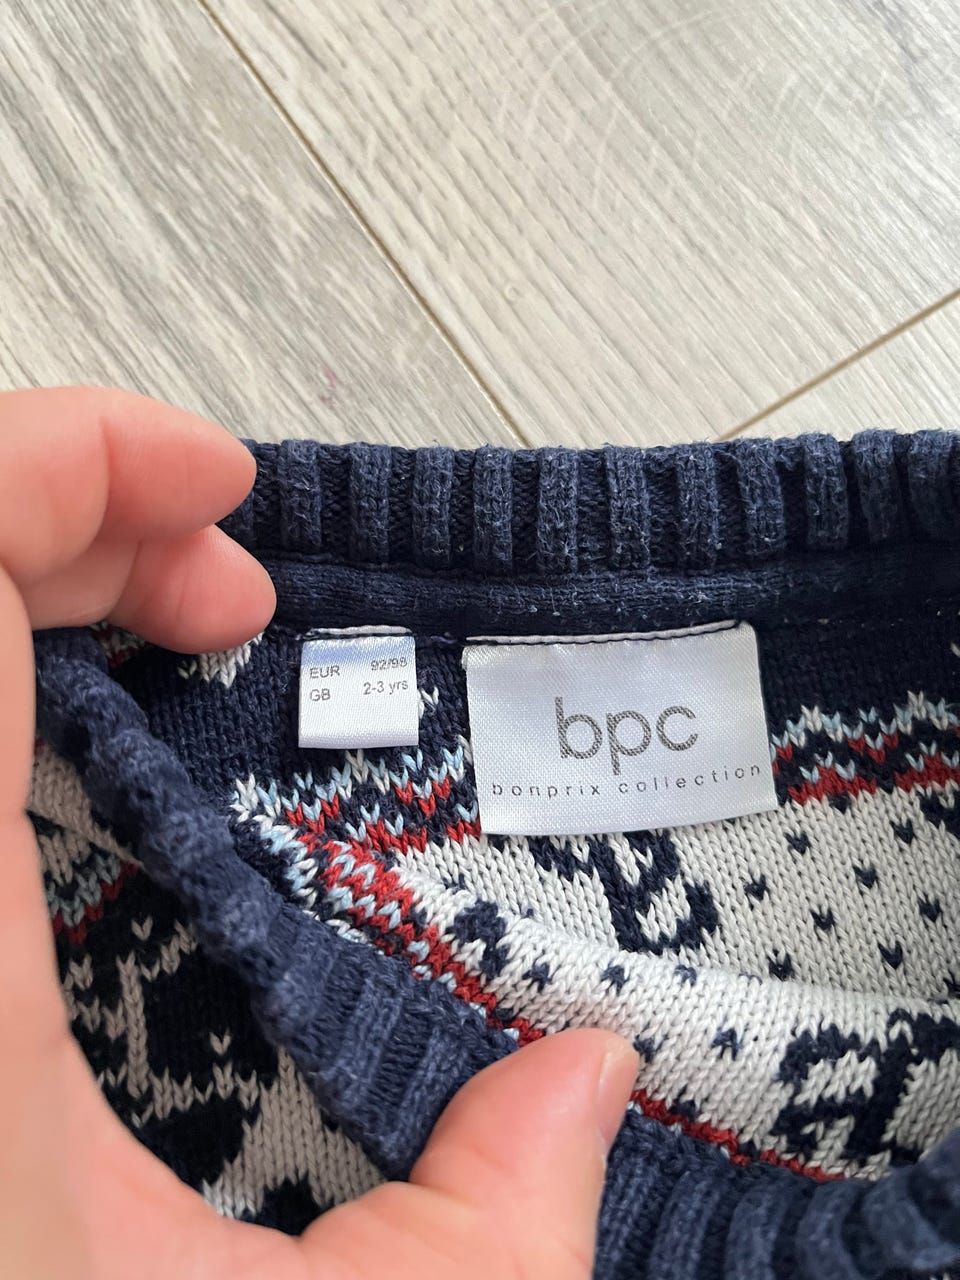 EUR 92/98
GB 2-3 yrs
bpc
bonprix collection